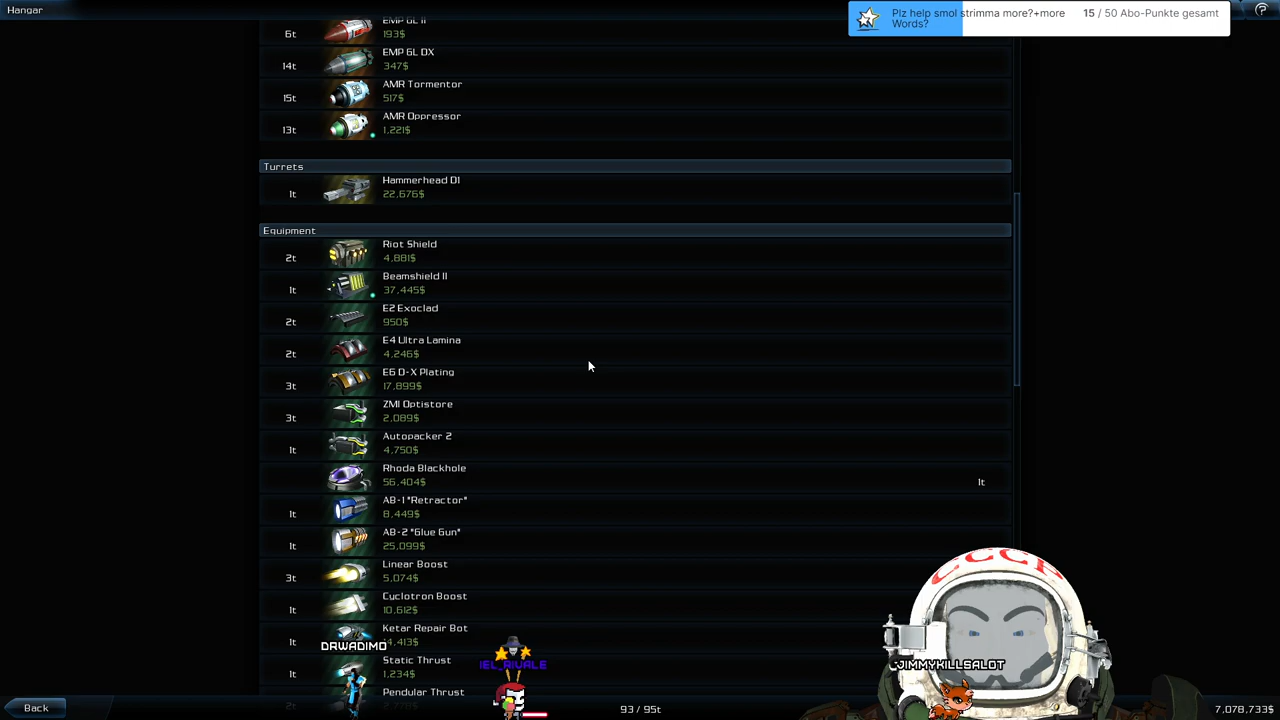 Hangar
Plz help smol strimma more?+more Words?
15 / 50 Abo-Punkte gesamt
EMP GL II
6t 193$
EMP GL DX
14t 347$
AMR Tormentor
15t 517$
AMR Oppressor
13t 1,221$
Turrets
Hammerhead D1
1t 22,676$
Equipment
Riot Shield
2t 4,881$
Beamshield II
1t 37,445$
E2 Exoclad
2t 950$
E4 Ultra Lamina
2t 4,246$
E6 D-X Plating
3t 17,899$
ZMI Optistore
3t 2,089$
Autopacker 2
1t 4,750$
Rhoda Blackhole
56,404$ 1t
AB-1 "Retractor"
1t 8,449$
AB-2 "Glue Gun"
1t 25,099$
Linear Boost
3t 5,074$
Cyclotron Boost
1t 10,612$
Ketar Repair Bot
1t 4,413$
DRWADIMO
Static Thrust
1t 1,234$
IEL_RIVALE
Pendular Thrust
CCCP
JIMMYKILLSALOT
Back
93 / 95t
7,078,733$